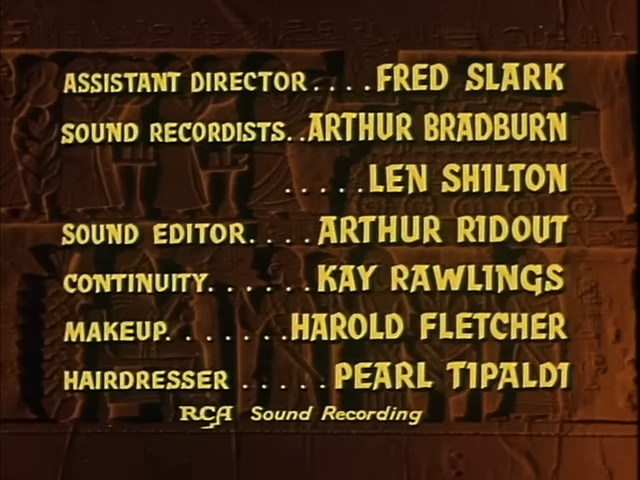 ASSISTANT DIRECTOR....FRED SLARK
SOUND RECORDISTS..ARTHUR BRADBURN
.....LEN SHILTON
SOUND EDITOR....ARTHUR RIDOUT
CONTINUITY......KAY RAWLINGS
MAKEUP.......HAROLD FLETCHER
HAIRDRESSER.....PEARL TIPALDI
RCA Sound Recording